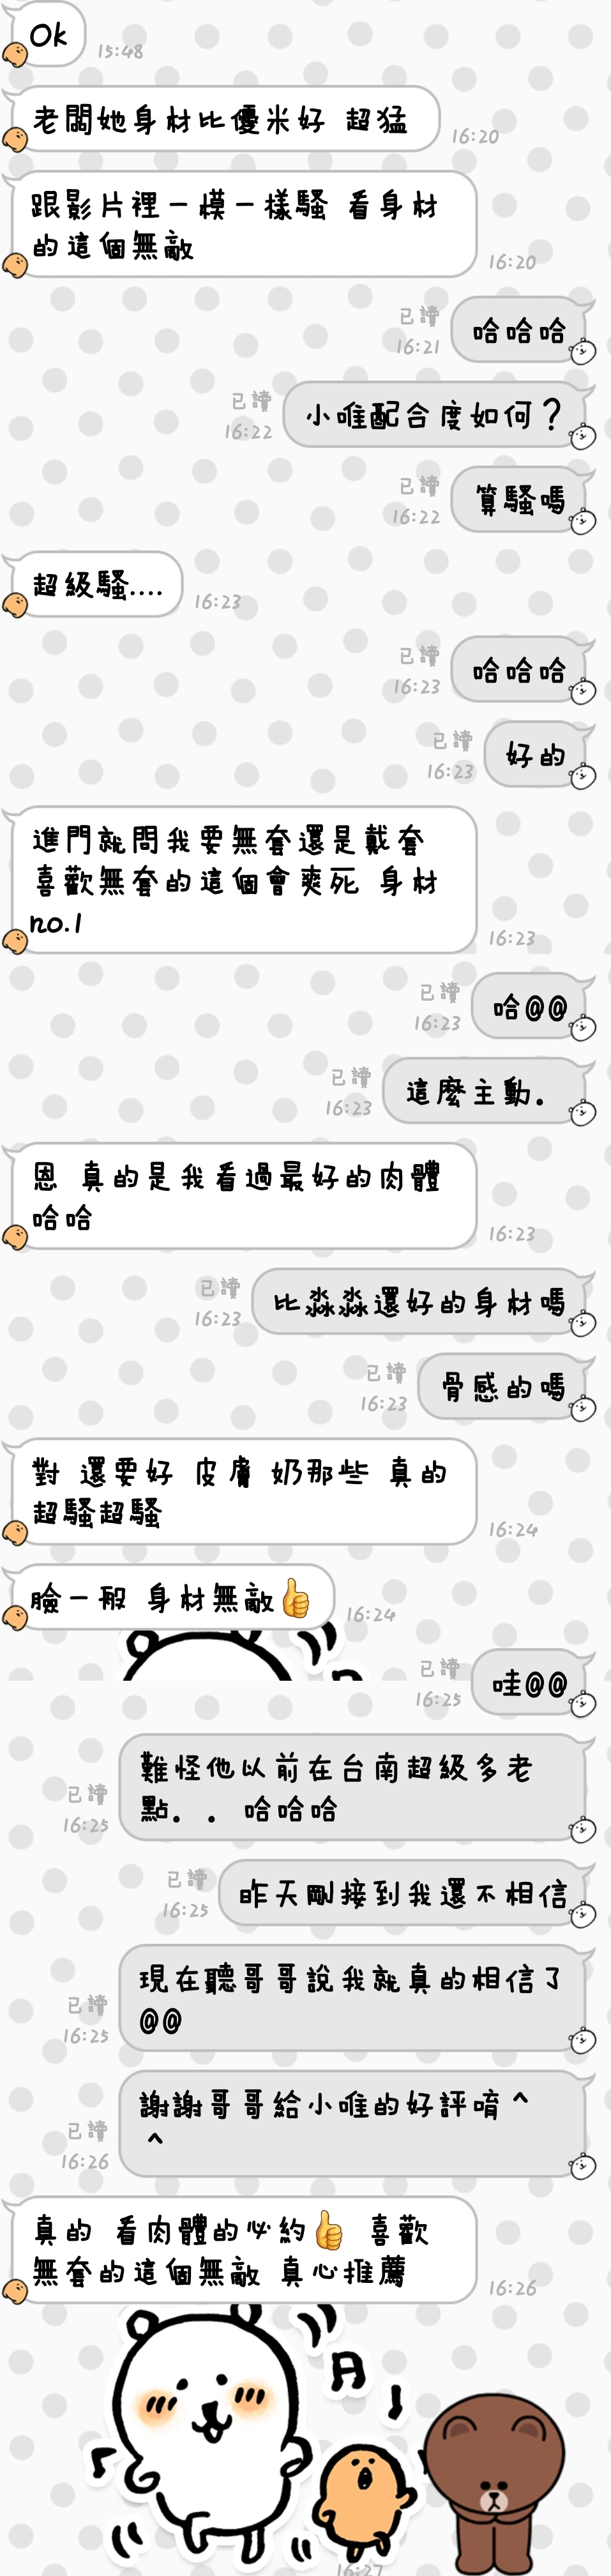 Ok
15:48
老闆她身材比優米好 超猛
16:20
跟影片裡一模一樣騷 看身材
的這個無敵
16:20
已讀
16:21
哈哈哈
已讀
16:22
小唯配合度如何？
已讀
16:22
算騷嗎
超級騷....
16:23
已讀
16:23
哈哈哈
已讀
16:23
好的
進門就問我要無套還是戴套
喜歡無套的這個會爽死 身材
no.1
16:23
已讀
16:23
哈@@
已讀
16:23
這麼主動．
恩 真的是我看過最好的肉體
哈哈
16:23
已讀
16:23
比淼淼還好的身材嗎
已讀
16:23
骨感的嗎
對 還要好 皮膚 奶那些 真的
超騷超騷
16:24
臉一般 身材無敵👍
16:24
已讀
16:25
哇@@
難怪他以前在台南超級多老
點．．哈哈哈
已讀
16:25
已讀
16:25
昨天剛接到我還不相信
現在聽哥哥說我就真的相信了
@@
已讀
16:25
謝謝哥哥給小唯的好評唷^
^
已讀
16:26
真的 看肉體的必約👍 喜歡
無套的這個無敵 真心推薦
16:26
16:27